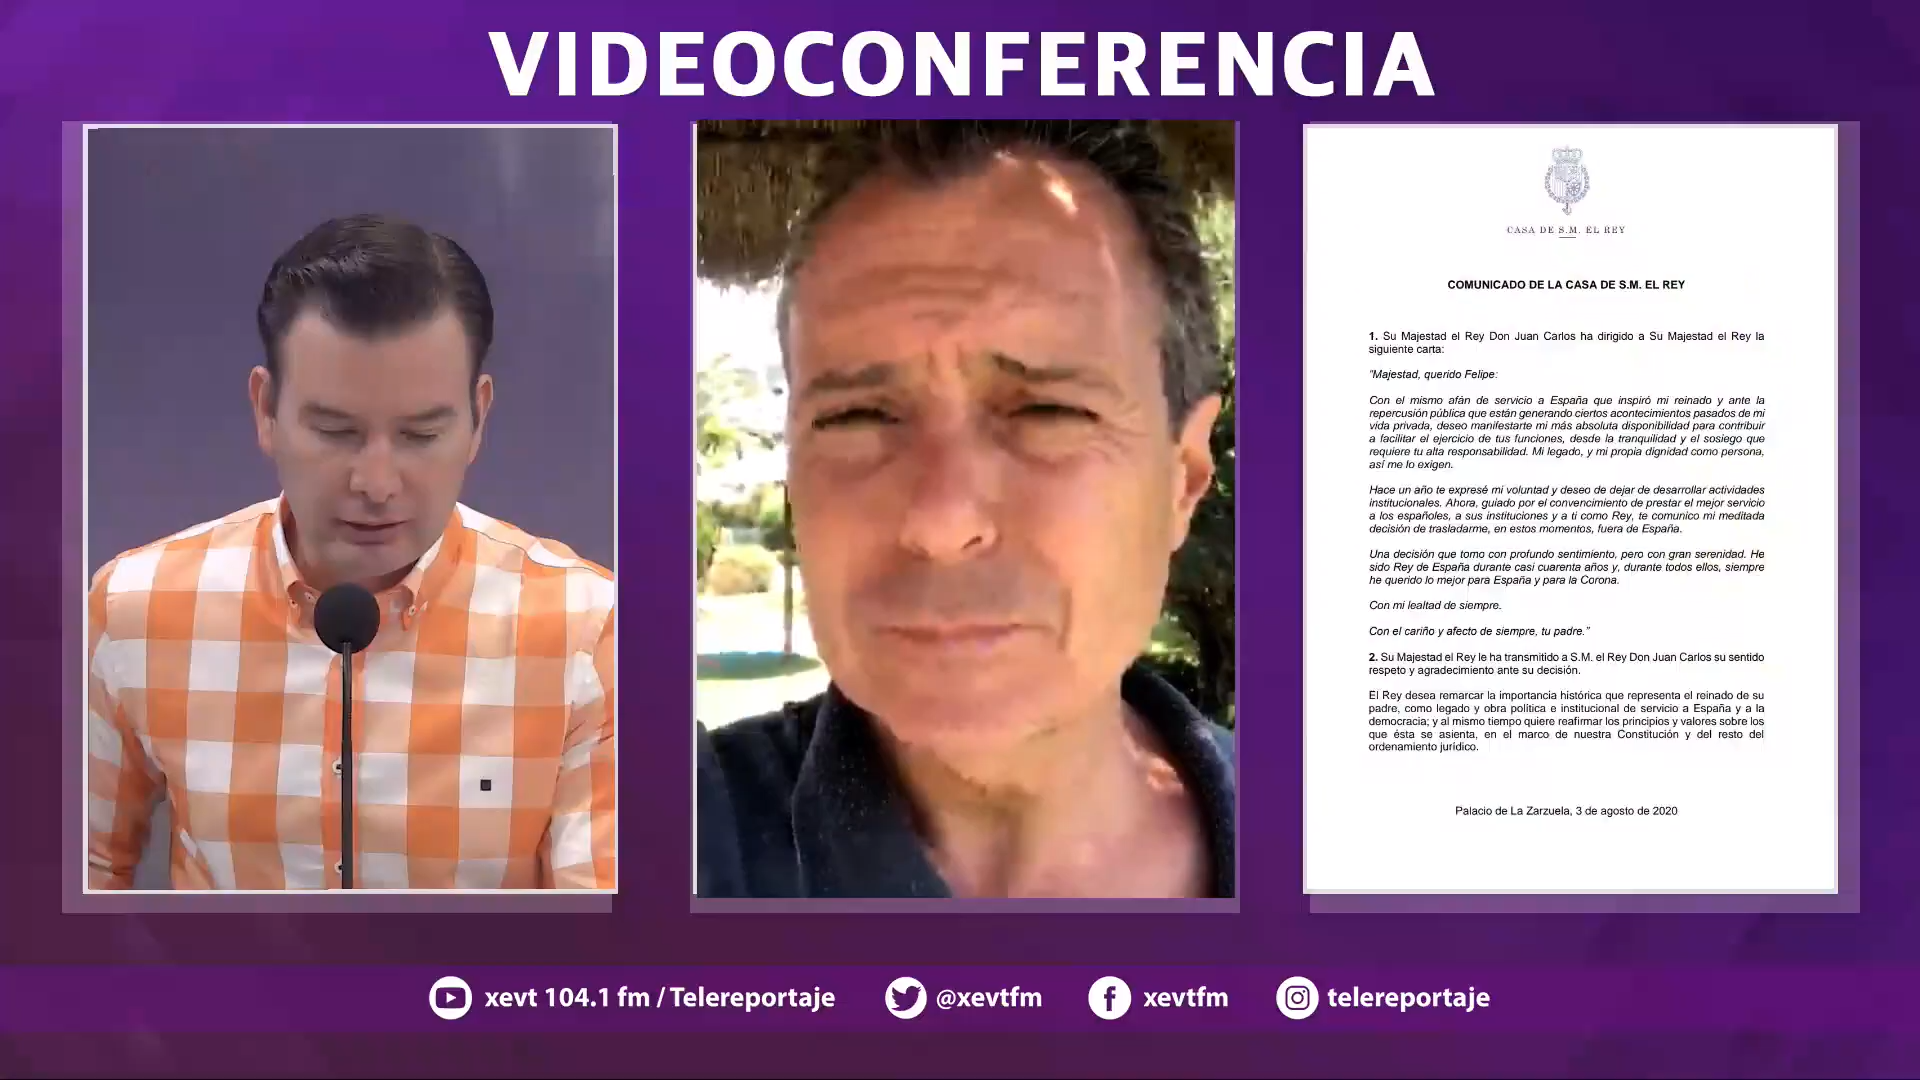 VIDEOCONFERENCIA
CASA DE S.M. EL REY
COMUNICADO DE LA CASA DE S.M. EL REY
1. Su Majestad el Rey Don Juan Carlos ha dirigido a Su Majestad el Rey la
siguiente carta:
"Majestad, querido Felipe:
Con el mismo afán de servicio a España que inspiró mi reinado y ante la
repercusión pública que están generando ciertos acontecimientos pasados de mi
vida privada, deseo manifestarte mi más absoluta disponibilidad para contribuir
a facilitar el ejercicio de tus funciones, desde la tranquilidad y el sosiego que
requiere tu alta responsabilidad. Mi legado, y mi propia dignidad como persona,
así me lo exigen.
Hace un año te expresé mi voluntad y deseo de dejar de desarrollar actividades
institucionales. Ahora, guiado por el convencimiento de prestar el mejor servicio
a los españoles, a sus instituciones y a ti como Rey, te comunico mi meditada
decisión de trasladarme, en estos momentos, fuera de España.
Una decisión que tomo con profundo sentimiento, pero con gran serenidad. He
sido Rey de España durante casi cuarenta años y, durante todos ellos, siempre
he querido lo mejor para España y para la Corona.
Con mi lealtad de siempre.
Con el cariño y afecto de siempre, tu padre."
2. Su Majestad el Rey le ha transmitido a S.M. el Rey Don Juan Carlos su sentido
respeto y agradecimiento ante su decisión.
El Rey desea remarcar la importancia histórica que representa el reinado de su
padre, como legado y obra política e institucional de servicio a España y a la
democracia; y al mismo tiempo quiere reafirmar los principios y valores sobre los
que ésta se asienta, en el marco de nuestra Constitución y del resto del
ordenamiento jurídico.
Palacio de La Zarzuela, 3 de agosto de 2020
xevt 104.1 fm / Telereportaje @xevtfm xevtfm telereportaje